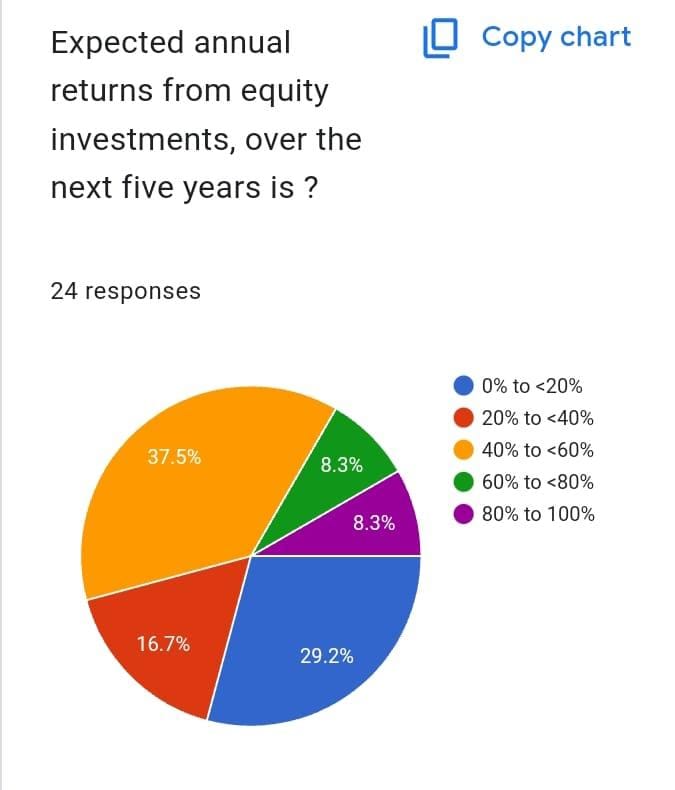 Expected annual
returns from equity
investments, over the
next five years is ?
Copy chart
24 responses
0% to <20%
20% to <40%
40% to <60%
60% to <80%
80% to 100%
37.5%
8.3%
8.3%
16.7%
29.2%